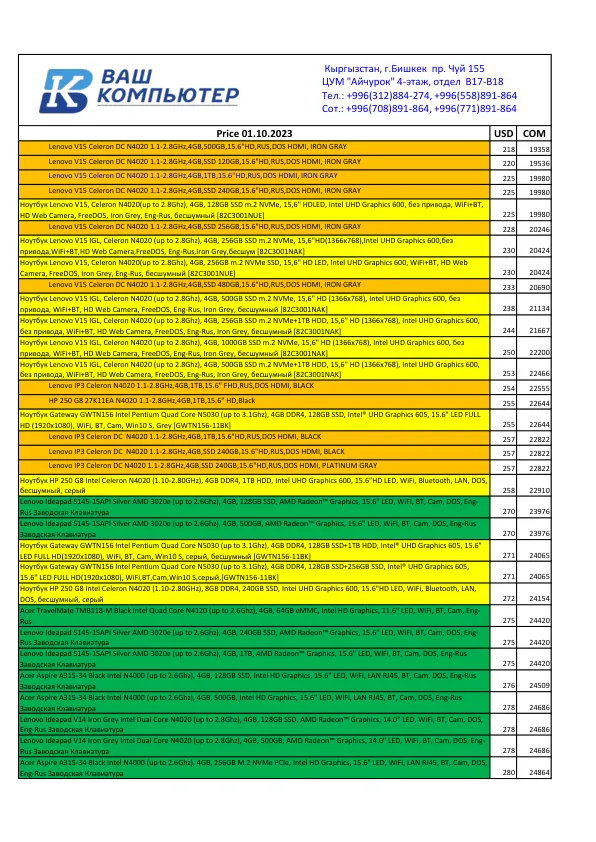 ВАШ
КОМПЬЮТЕР
Кыргызстан, г.Бишкек пр. Чуй 155
ЦУМ "Айчурок" 4-этаж, отдел В17-В18
Тел.: +996(312)884-274, +996(558)891-864
Сот.: +996(708)891-864, +996(771)891-864
Price 01.10.2023 USD COM
Lenovo V15 Celeron DC N4020 1.1-2.8GHz,4GB,500GB,15.6"HD,RUS,DOS HDMI, IRON GRAY 218 19358
Lenovo V15 Celeron DC N4020 1.1-2.8GHz,4GB,SSD 120GB,15.6"HD,RUS,DOS HDMI, IRON GRAY 220 19536
Lenovo V15 Celeron DC N4020 1.1-2.8GHz,4GB,1TB,15.6"HD,RUS,DOS HDMI, IRON GRAY 225 19980
Lenovo V15 Celeron DC N4020 1.1-2.8GHz,4GB,SSD 240GB,15.6"HD,RUS,DOS HDMI, IRON GRAY 225 19980
Ноутбук Lenovo V15, Celeron N4020(up to 2.8Ghz), 4GB, 128GB SSD m.2 NVMe, 15,6" HDLED, Intel UHD Graphics 600, без привода, WiFi+BT,
HD Web Camera, FreeDOS, Iron Grey, Eng-Rus, бесшумный [82C3001NUE] 225 19980
Lenovo V15 Celeron DC N4020 1.1-2.8GHz,4GB,SSD 256GB,15.6"HD,RUS,DOS HDMI, IRON GRAY 228 20246
Ноутбук Lenovo V15 IGL, Celeron N4020 (up to 2.8Ghz), 4GB, 256GB SSD m.2 NVMe, 15,6"HD(1366x768),Intel UHD Graphics 600,без
привода,WiFi+BT,HD Web Camera,FreeDOS,Eng-Rus,Iron Grey,бесшум [82C3001NAK] 230 20424
Ноутбук Lenovo V15, Celeron N4020(up to 2.8Ghz), 4GB, 256GB m.2 NVMe SSD, 15,6" HD LED, Intel UHD Graphics 600, WiFi+BT, HD Web
Camera, FreeDOS, Iron Grey, Eng-Rus, бесшумный [82C3001NUE] 230 20424
Lenovo V15 Celeron DC N4020 1.1-2.8GHz,4GB,SSD 480GB,15.6"HD,RUS,DOS HDMI, IRON GRAY 233 20690
Ноутбук Lenovo V15 IGL, Celeron N4020 (up to 2.8Ghz), 4GB, 500GB SSD m.2 NVMe, 15,6" HD (1366x768), Intel UHD Graphics 600, без
привода, WiFi+BT, HD Web Camera, FreeDOS, Eng-Rus, Iron Grey, бесшумный [82C3001NAK] 238 21134
Ноутбук Lenovo V15 IGL, Celeron N4020 (up to 2.8Ghz), 4GB, 256GB SSD m.2 NVMe+1TB HDD, 15,6" HD (1366x768), Intel UHD Graphics 600,
без привода, WiFi+BT, HD Web Camera, FreeDOS, Eng-Rus, Iron Grey, бесшумный [82C3001NAK] 244 21667
Ноутбук Lenovo V15 IGL, Celeron N4020 (up to 2.8Ghz), 4GB, 1000GB SSD m.2 NVMe, 15,6" HD (1366x768), Intel UHD Graphics 600, без
привода, WiFi+BT, HD Web Camera, FreeDOS, Eng-Rus, Iron Grey, бесшумный [82C3001NAK] 250 22200
Ноутбук Lenovo V15 IGL, Celeron N4020 (up to 2.8Ghz), 4GB, 500GB SSD m.2 NVMe+1TB HDD, 15,6" HD (1366x768), Intel UHD Graphics 600,
без привода, WiFi+BT, HD Web Camera, FreeDOS, Eng-Rus, Iron Grey, бесшумный [82C3001NAK] 253 22466
Lenovo IP3 Celeron N4020 1.1-2.8GHz,4GB,1TB,15.6" FHD,RUS,DOS HDMI, BLACK 254 22555
HP 250 G8 27K11EA N4020 1.1-2.8GHz,4GB,1TB,15.6" HD,Black 255 22644
Ноутбук Gateway GWTN156 Intel Pentium Quad Core N5030 (up to 3.1Ghz), 4GB DDR4, 128GB SSD, Intel® UHD Graphics 605, 15.6" LED FULL
HD (1920x1080), WiFi, BT, Cam, Win10 S, Grey [GWTN156-11BK] 255 22644
Lenovo IP3 Celeron DC N4020 1.1-2.8GHz,4GB,1TB,15.6"HD,RUS,DOS HDMI, BLACK 257 22822
Lenovo IP3 Celeron DC N4020 1.1-2.8GHz,4GB,SSD 240GB,15.6"HD,RUS,DOS HDMI, BLACK 257 22822
Lenovo IP3 Celeron DC N4020 1.1-2.8GHz,4GB,SSD 240GB,15.6"HD,RUS,DOS HDMI, PLATINUM GRAY 257 22822
Ноутбук HP 250 G8 Intel Celeron N4020 (1.10-2.80GHz), 4GB DDR4, 1TB HDD, Intel UHD Graphics 600, 15.6"HD LED, WiFi, Bluetooth, LAN, DOS,
бесшумный, серый 258 22910
Lenovo Ideapad S145-15API Silver AMD 3020e (up to 2.6Ghz), 4GB, 128GB SSD, AMD Radeon™ Graphics, 15.6" LED, WiFi, BT, Cam, DOS, Eng-
Rus Заводская Клавиатура 270 23976
Lenovo Ideapad S145-15API Silver AMD 3020e (up to 2.6Ghz), 4GB, 500GB, AMD Radeon™ Graphics, 15.6" LED, WiFi, BT, Cam, DOS, Eng-Rus
Заводская Клавиатура 270 23976
Ноутбук Gateway GWTN156 Intel Pentium Quad Core N5030 (up to 3.1Ghz), 4GB DDR4, 128GB SSD+1TB HDD, Intel® UHD Graphics 605, 15.6"
LED FULL HD(1920x1080), WiFi, BT, Cam, Win10 S, серый, бесшумный [GWTN156-11BK] 271 24065
Ноутбук Gateway GWTN156 Intel Pentium Quad Core N5030 (up to 3.1Ghz), 4GB DDR4, 128GB SSD+256GB SSD, Intel® UHD Graphics 605,
15.6" LED FULL HD(1920x1080), WiFi,BT,Cam,Win10 S,серый,[GWTN156-11BK] 271 24065
Ноутбук HP 250 G8 Intel Celeron N4020 (1.10-2.80GHz), 8GB DDR4, 240GB SSD, Intel UHD Graphics 600, 15.6"HD LED, WiFi, Bluetooth, LAN,
DOS, бесшумный, серый 272 24154
Acer TravelMate TMB118-M Black Intel Quad Core N4120 (up to 2.6Ghz), 4GB, 64GB eMMC, Intel HD Graphics, 11.6" LED, WiFi, BT, Cam, Eng-
Rus 275 24420
Lenovo Ideapad S145-15API Silver AMD 3020e (up to 2.6Ghz), 4GB, 240GB SSD, AMD Radeon™ Graphics, 15.6" LED, WiFi, BT, Cam, DOS, Eng-
Rus Заводская Клавиатура 275 24420
Lenovo Ideapad S145-15API Silver AMD 3020e (up to 2.6Ghz), 4GB, 1TB, AMD Radeon™ Graphics, 15.6" LED, WiFi, BT, Cam, DOS, Eng-Rus
Заводская Клавиатура 275 24420
Acer Aspire A315-34 Black Intel N4000 (up to 2.6Ghz), 4GB, 128GB SSD, Intel HD Graphics, 15.6" LED, WiFi, LAN RJ45, BT, Cam, DOS, Eng-
Rus Заводская Клавиатура 276 24509
Acer Aspire A315-34 Black Intel N4000 (up to 2.6Ghz), 4GB, 500GB, Intel HD Graphics, 15.6" LED, WiFi, LAN RJ45, BT, Cam, DOS, Eng-Rus
Заводская Клавиатура 278 24686
Lenovo Ideapad V14 Iron Grey Intel Dual Core N4020 (up to 2.8Ghz), 4GB, 128GB SSD, AMD Radeon™ Graphics, 14.0" LED, WiFi, BT, Cam, DOS,
Eng-Rus Заводская Клавиатура 278 24686
Lenovo Ideapad V14 Iron Grey Intel Dual Core N4020 (up to 2.8Ghz), 4GB, 500GB, AMD Radeon™ Graphics, 14.0" LED, WiFi, BT, Cam, DOS, Eng-
Rus Заводская Клавиатура 278 24686
Acer Aspire A315-34 Black Intel N4000 (up to 2.6Ghz), 4GB, 256GB M.2 NVMe PCIe, Intel HD Graphics, 15.6" LED, WiFi, LAN RJ45, BT, Cam, DOS,
Eng-Rus Заводская Клавиатура 280 24864